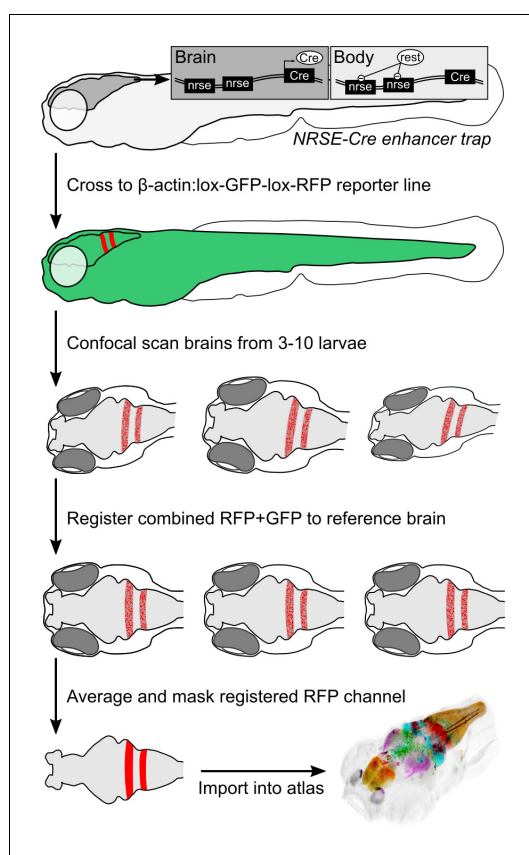 Brain
Cre
nrse
nrse
Cre
Body
rest
nrse
nrse
Cre
NRSE-Cre enhancer trap
Cross to β-actin:lox-GFP-lox-RFP reporter line
Confocal scan brains from 3-10 larvae
Register combined RFP+GFP to reference brain
Average and mask registered RFP channel
Import into atlas